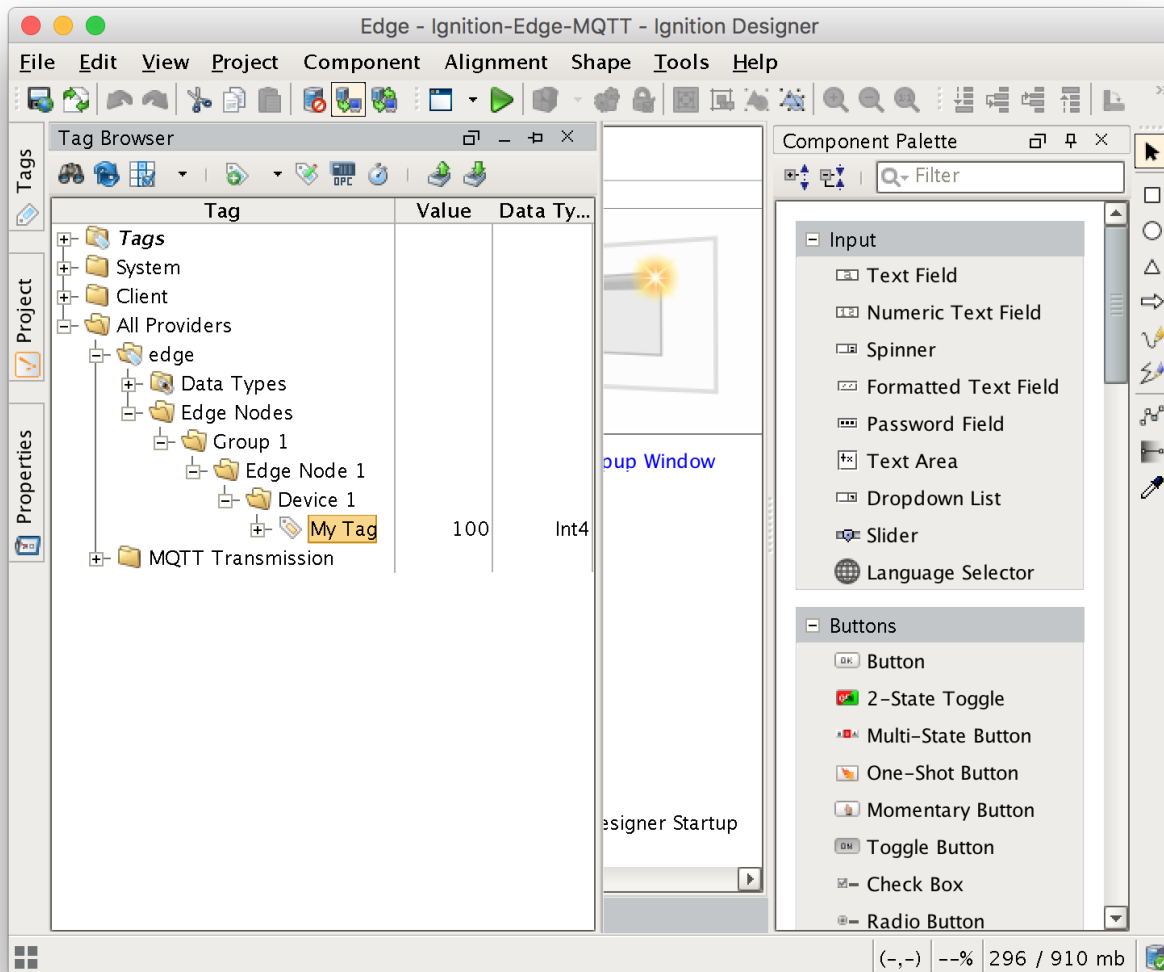 Edge - Ignition-Edge-MQTT - Ignition Designer
File Edit View Project Component Alignment Shape Tools Help
Tags
Project
Properties
Tag Browser
OPC
Tag Value Data Ty...
Tags
System
Client
All Providers
edge
Data Types
Edge Nodes
Group 1
Edge Node 1
Device 1
My Tag 100 Int4
MQTT Transmission
pup Window
esigner Startup
Component Palette
Filter
Input
Text Field
Numeric Text Field
Spinner
Formatted Text Field
Password Field
Text Area
Dropdown List
Slider
Language Selector
Buttons
OK Button
2-State Toggle
Multi-State Button
One-Shot Button
Momentary Button
ON Toggle Button
Check Box
Radio Button
(-,-) --% 296 / 910 mb